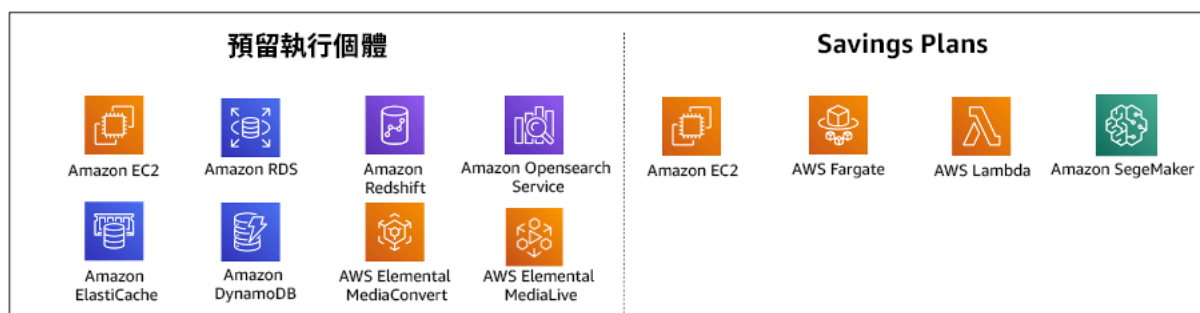 預留執行個體
Amazon EC2
Amazon RDS
Amazon
Redshift
Amazon Opensearch
Service
Amazon
ElastiCache
Amazon
DynamoDB
AWS Elemental
MediaConvert
AWS Elemental
MediaLive
Savings Plans
Amazon EC2
AWS Fargate
AWS Lambda
Amazon SegeMaker